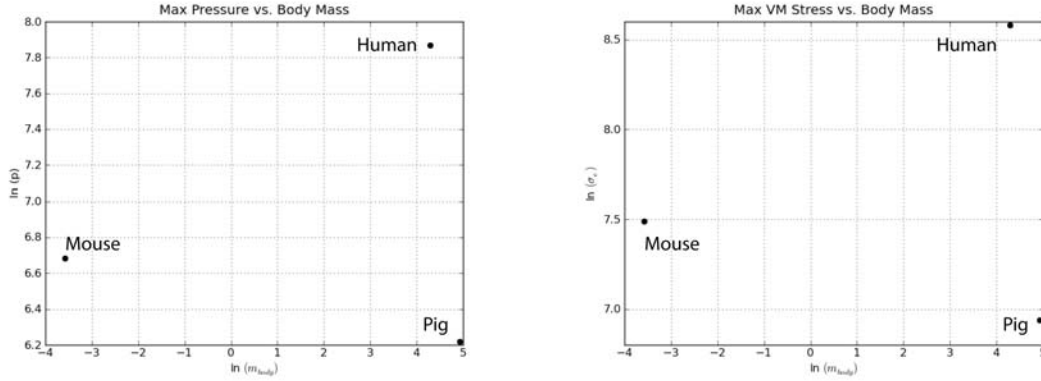 Max Pressure vs. Body Mass
8.0
7.8
7.6
7.4
7.2
7.0
6.8
6.6
6.4
6.2
ln (p)
Human
Mouse
Pig
−4 −3 −2 −1 0 1 2 3 4 5
ln (m_body)
Max VM Stress vs. Body Mass
8.5
8.0
7.5
7.0
ln (σ_v)
Human
Mouse
Pig
−4 −3 −2 −1 0 1 2 3 4 5
ln (m_body)